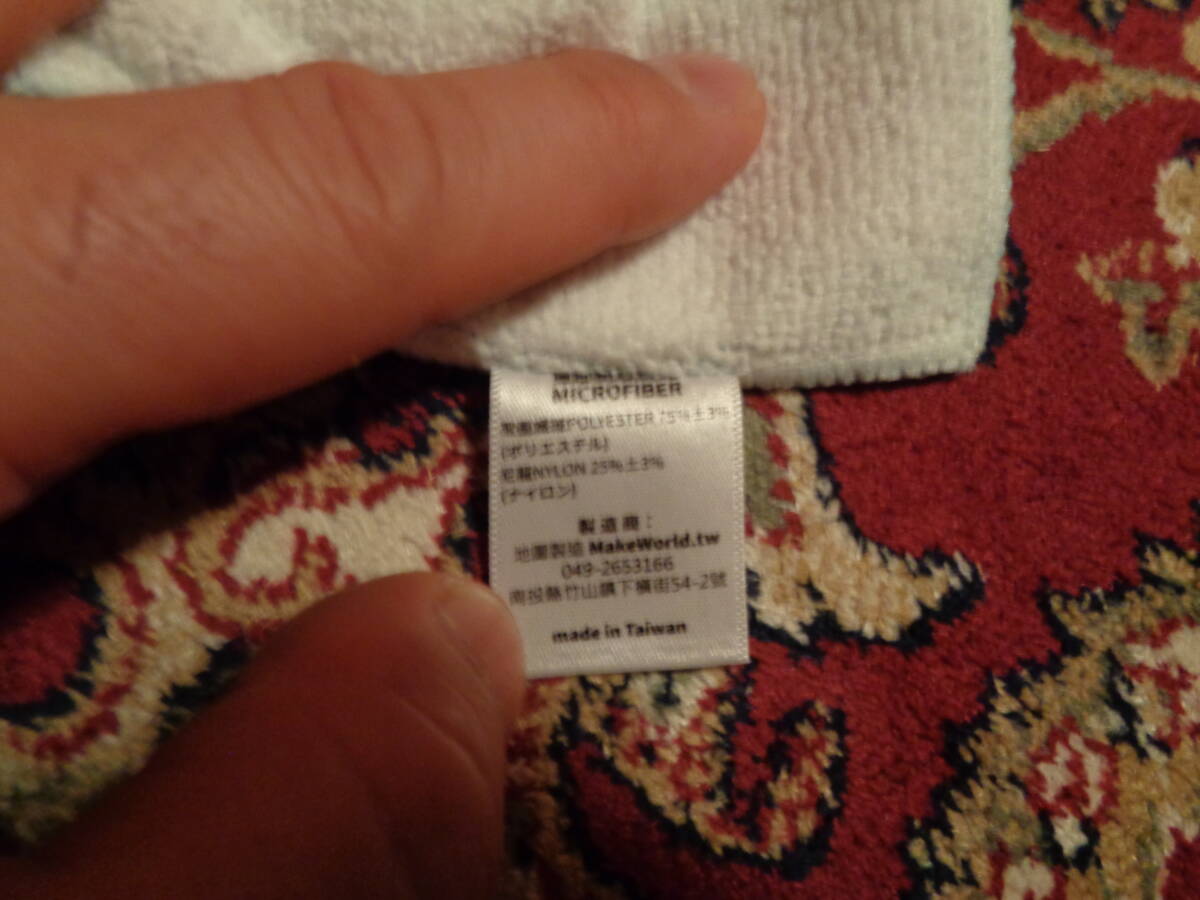 MICROFIBER
聚酯纖維POLYESTER 75%±3%
(ポリエステル)
尼龍NYLON 25%±3%
(ナイロン)
製造商：
地圖製造 MakeWorld.tw
049-2653166
南投縣竹山鎮下橫街54-2號
made in Taiwan